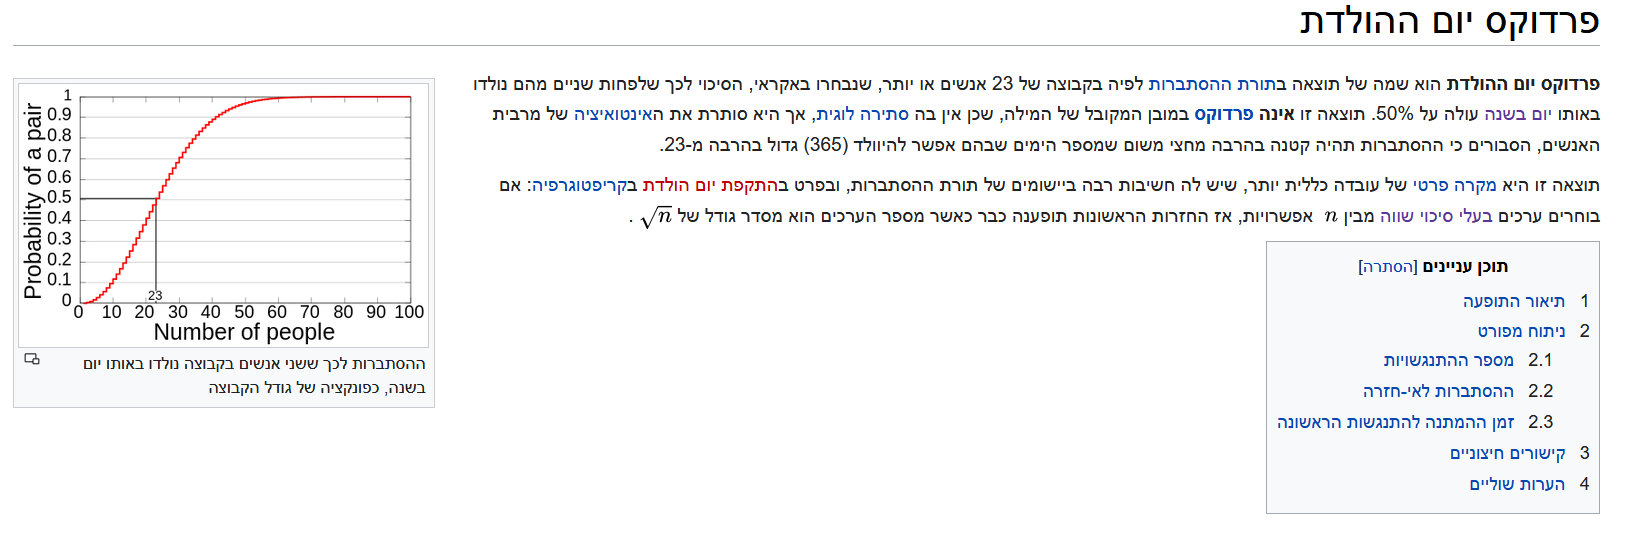 פרדוקס יום ההולדת
פרדוקס יום ההולדת הוא שמה של תוצאה בתורת ההסתברות לפיה בקבוצה של 23 אנשים או יותר, שנבחרו באקראי, הסיכוי לכך שלפחות שניים מהם נולדו
באותו יום בשנה עולה על 50%. תוצאה זו אינה פרדוקס במובן המקובל של המילה, שכן אין בה סתירה לוגית, אך היא סותרת את האינטואיציה של מרבית
האנשים, הסבורים כי ההסתברות תהיה קטנה בהרבה מחצי משום שמספר הימים שבהם אפשר להיוולד (365) גדול בהרבה מ-23.
תוצאה זו היא מקרה פרטי של עובדה כללית יותר, שיש לה חשיבות רבה ביישומים של תורת ההסתברות, ובפרט בהתקפת יום הולדת בקריפטוגרפיה: אם
בוחרים ערכים בעלי סיכוי שווה מבין n אפשרויות, אז החזרות הראשונות תופענה כבר כאשר מספר הערכים הוא מסדר גודל של √n .
תוכן עניינים [הסתרה]
1 תיאור התופעה
2 ניתוח מפורט
2.1 מספר ההתנגשויות
2.2 ההסתברות לאי-חזרה
2.3 זמן ההמתנה להתנגשות הראשונה
3 קישורים חיצוניים
4 הערות שוליים
Probability of a pair
1
0.9
0.8
0.7
0.6
0.5
0.4
0.3
0.2
0.1
0
23
0 10 20 30 40 50 60 70 80 90 100
Number of people
ההסתברות לכך ששני אנשים בקבוצה נולדו באותו יום
בשנה, כפונקציה של גודל הקבוצה